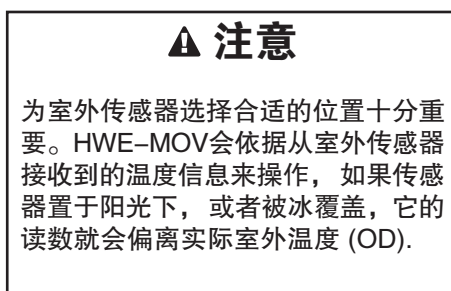 注意
为室外传感器选择合适的位置十分重
要。HWE–MOV会依据从室外传感器
接收到的温度信息来操作，如果传感
器置于阳光下，或者被冰覆盖，它的
读数就会偏离实际室外温度 (OD).